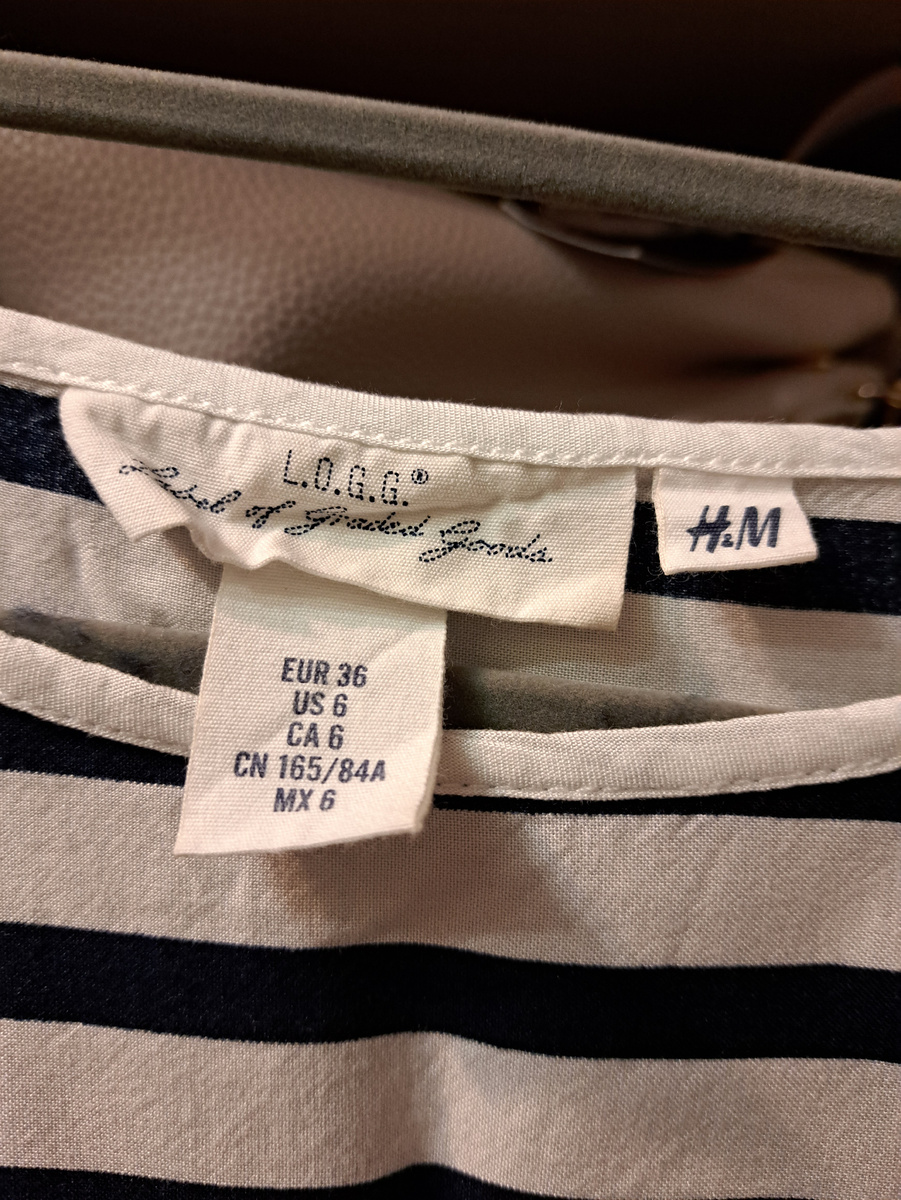 L.O.G.G.®
Label of Graded Goods
H&M
EUR 36
US 6
CA 6
CN 165/84A
MX 6